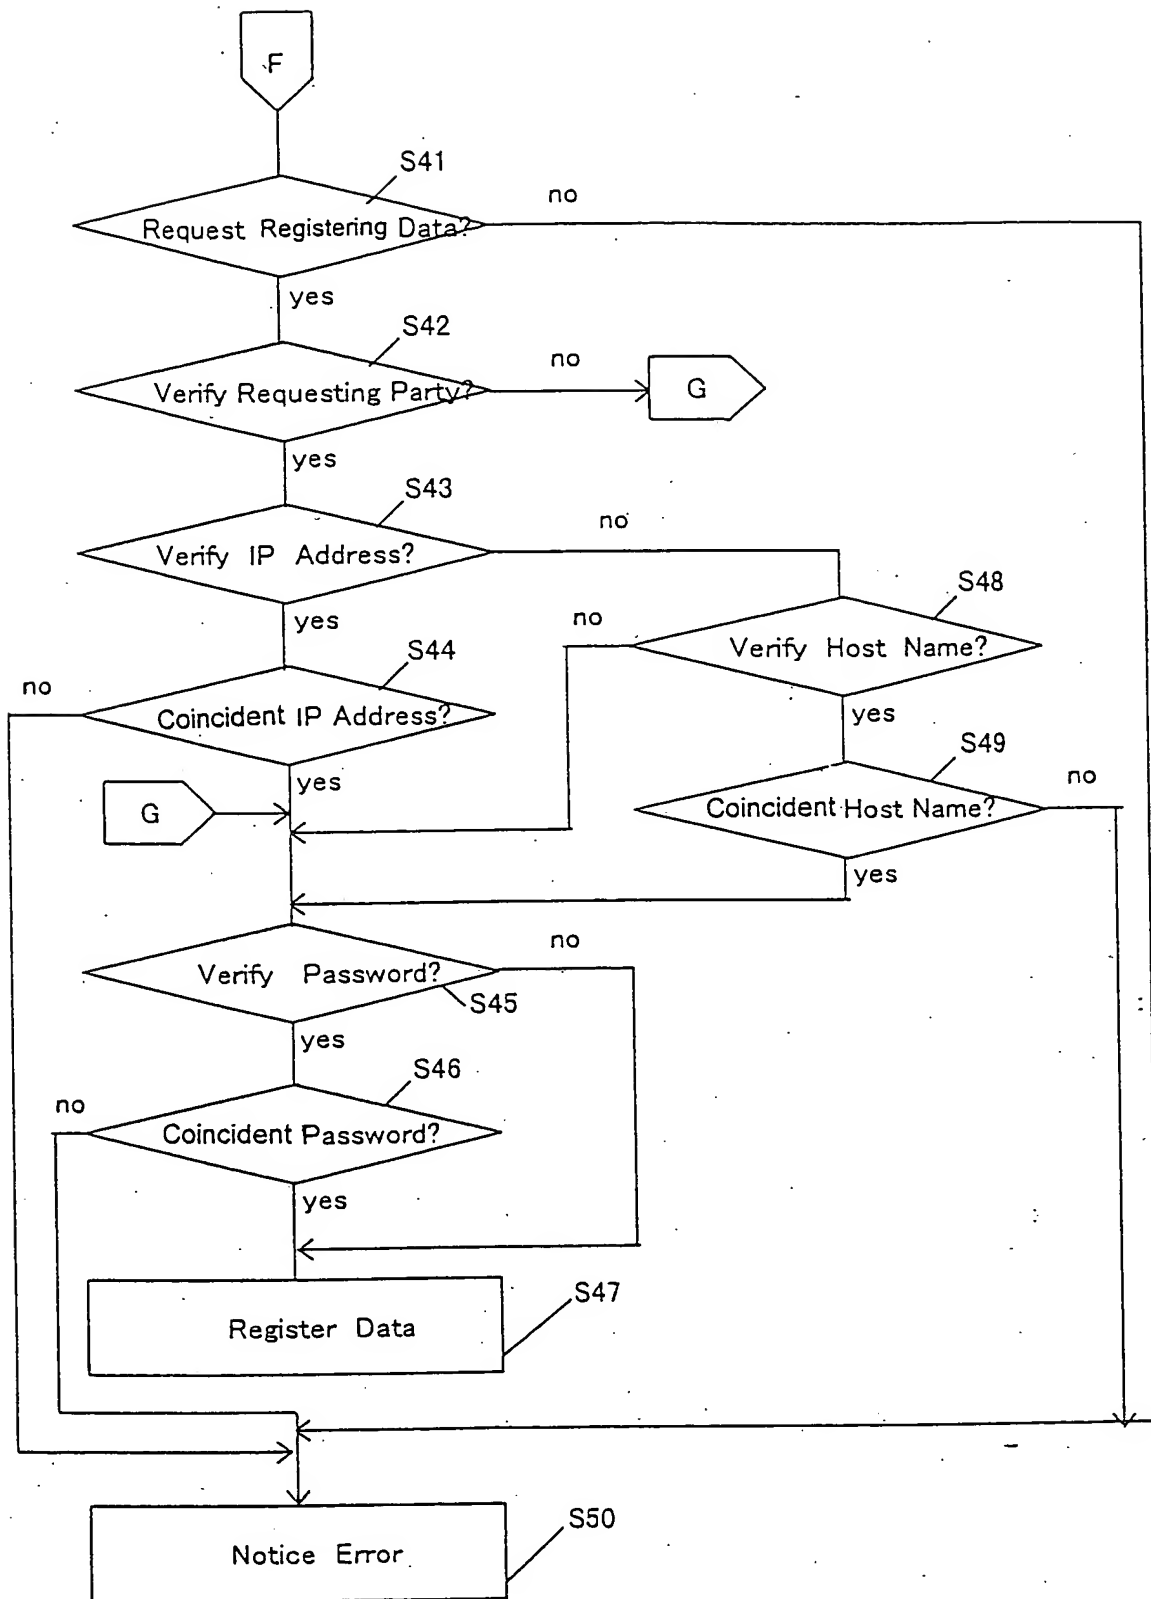 F
S41
no
Request Registering Data?
yes
S42
no
Verify Requesting Party?
G
yes
S43
no
Verify IP Address?
S48
yes
no
Verify Host Name?
S44
no
Coincident IP Address?
yes
S49
yes
no
G
Coincident Host Name?
yes
no
Verify Password?
S45
yes
S46
no
Coincident Password?
yes
S47
Register Data
S50
Notice Error